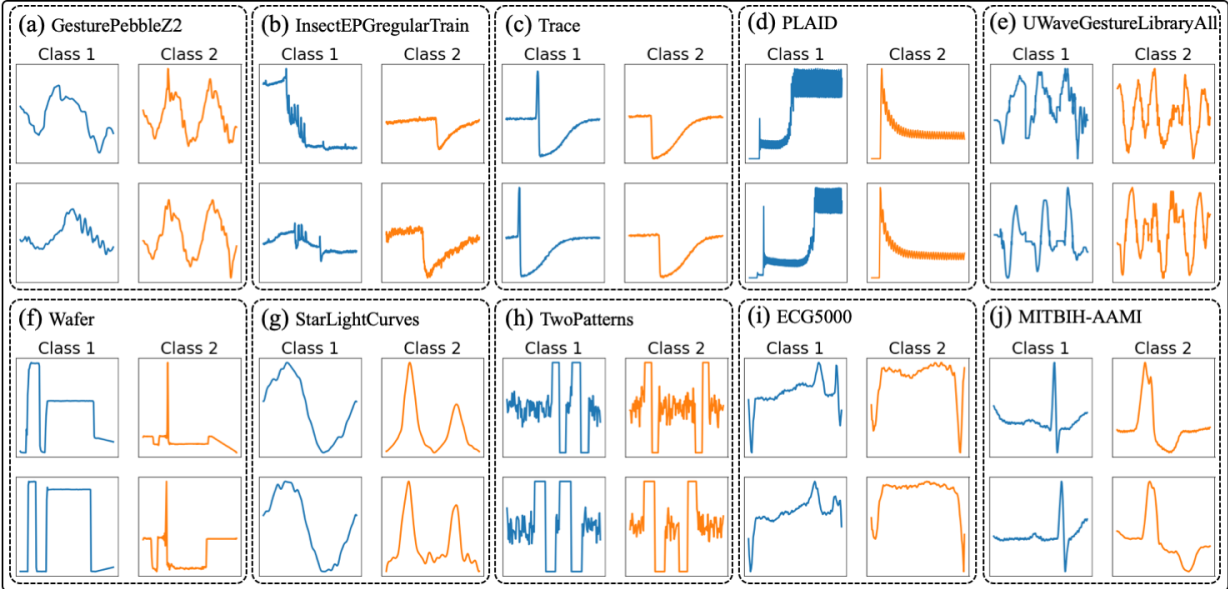 (a) GesturePebbleZ2
Class 1 Class 2
(b) InsectEPGregularTrain
Class 1 Class 2
(c) Trace
Class 1 Class 2
(d) PLAID
Class 1 Class 2
(e) UWaveGestureLibraryAll
Class 1 Class 2
(f) Wafer
Class 1 Class 2
(g) StarLightCurves
Class 1 Class 2
(h) TwoPatterns
Class 1 Class 2
(i) ECG5000
Class 1 Class 2
(j) MITBIH-AAMI
Class 1 Class 2